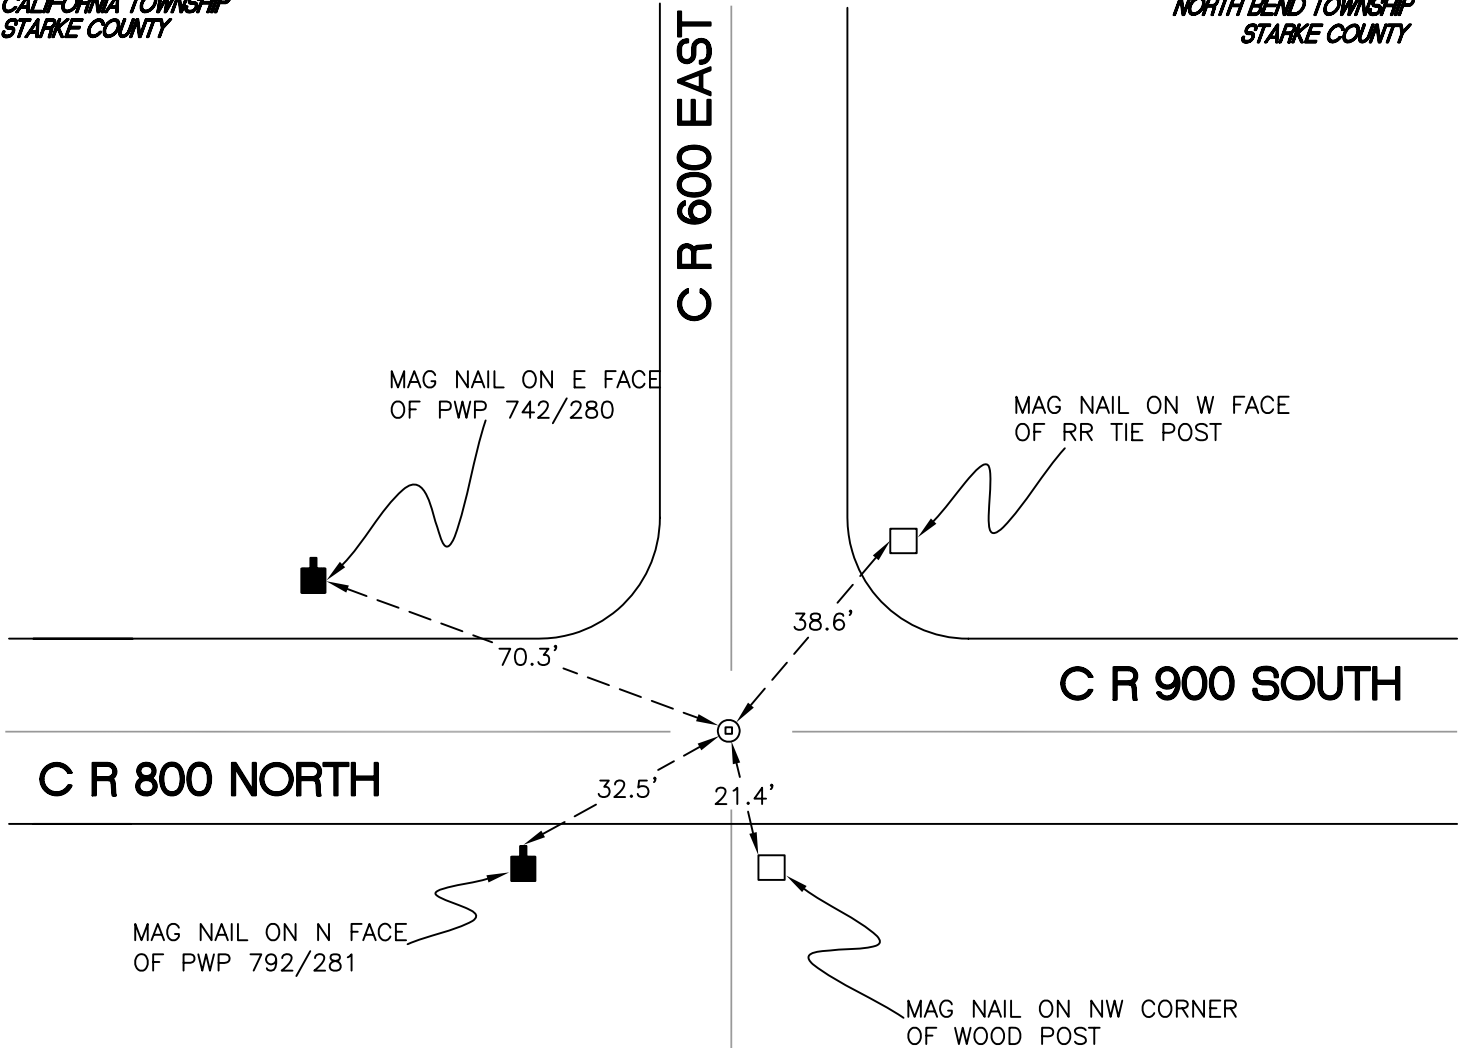 CALIFORNIA TOWNSHIP
STARKE COUNTY
NORTH BEND TOWNSHIP
STARKE COUNTY
C R 600 EAST
MAG NAIL ON E FACE
OF PWP 742/280
MAG NAIL ON W FACE
OF RR TIE POST
38.6'
70.3'
C R 900 SOUTH
C R 800 NORTH
32.5'
21.4'
MAG NAIL ON N FACE
OF PWP 792/281
MAG NAIL ON NW CORNER
OF WOOD POST